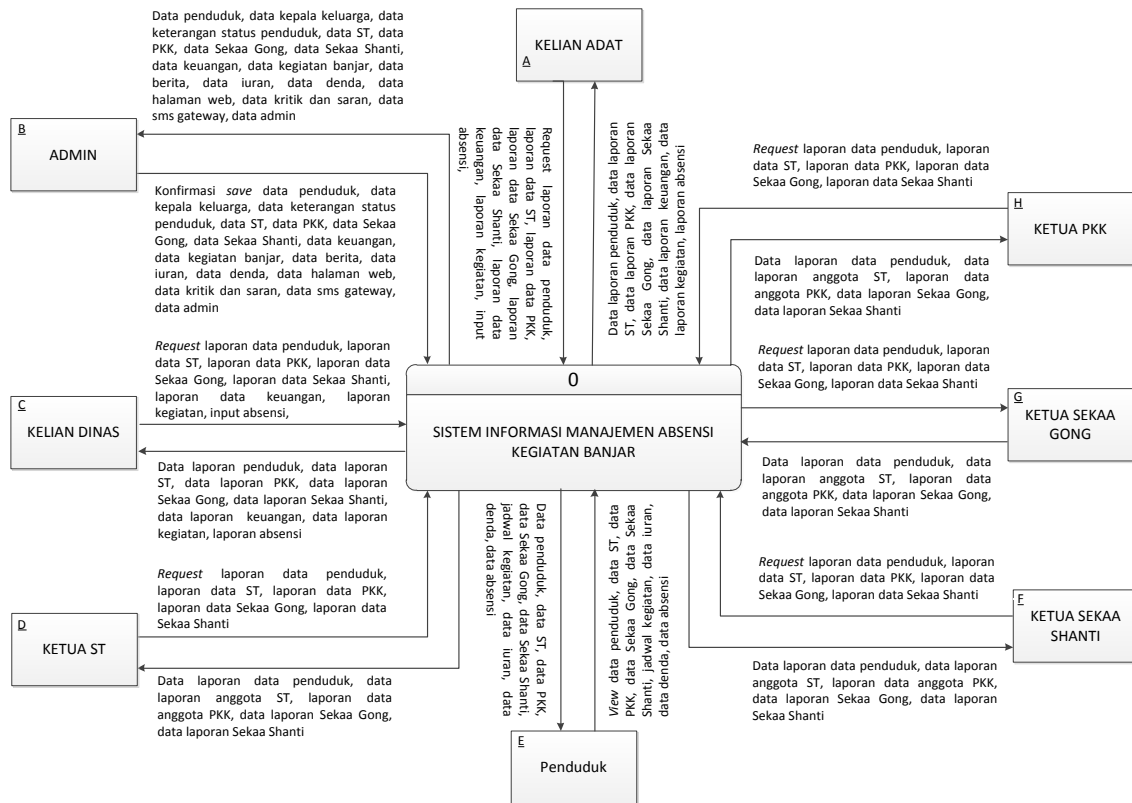 Data penduduk, data kepala keluarga, data
keterangan status penduduk, data ST, data
PKK, data Sekaa Gong, data Sekaa Shanti,
data keuangan, data kegiatan banjar, data
berita, data iuran, data denda, data
halaman web, data kritik dan saran, data
sms gateway, data admin
A
KELIAN ADAT
B
ADMIN
Konfirmasi save data penduduk, data
kepala keluarga, data keterangan status
penduduk, data ST, data PKK, data Sekaa
Gong, data Sekaa Shanti, data keuangan,
data kegiatan banjar, data berita, data
iuran, data denda, data halaman web,
data kritik dan saran, data sms gateway,
data admin
Request laporan data penduduk,
laporan data ST, laporan data PKK,
laporan data Sekaa Gong, laporan
data Sekaa Shanti, laporan data
keuangan, laporan kegiatan, input
absensi,
Data laporan penduduk, data laporan
ST, data laporan PKK, data laporan
Sekaa Gong, data laporan Sekaa
Shanti, data laporan keuangan, data
laporan kegiatan, laporan absensi
Request laporan data penduduk, laporan
data ST, laporan data PKK, laporan data
Sekaa Gong, laporan data Sekaa Shanti
H
KETUA PKK
Data laporan data penduduk, data
laporan anggota ST, laporan data
anggota PKK, data laporan Sekaa Gong,
data laporan Sekaa Shanti
Request laporan data penduduk, laporan
data ST, laporan data PKK, laporan data
Sekaa Gong, laporan data Sekaa Shanti,
laporan data keuangan, laporan
kegiatan, input absensi,
C
KELIAN DINAS
Data laporan penduduk, data laporan
ST, data laporan PKK, data laporan
Sekaa Gong, data laporan Sekaa Shanti,
data laporan keuangan, data laporan
kegiatan, laporan absensi
0
SISTEM INFORMASI MANAJEMEN ABSENSI
KEGIATAN BANJAR
Request laporan data penduduk, laporan
data ST, laporan data PKK, laporan data
Sekaa Gong, laporan data Sekaa Shanti
G
KETUA SEKAA
GONG
Data laporan data penduduk, data
laporan anggota ST, laporan data
anggota PKK, data laporan Sekaa Gong,
data laporan Sekaa Shanti
Request laporan data penduduk,
laporan data ST, laporan data PKK,
laporan data Sekaa Gong, laporan data
Sekaa Shanti
D
KETUA ST
Data laporan data penduduk, data
laporan anggota ST, laporan data
anggota PKK, data laporan Sekaa Gong,
data laporan Sekaa Shanti
Data penduduk, data ST, data PKK,
data Sekaa Gong, data Sekaa Shanti,
jadwal kegiatan, data iuran, data
denda, data absensi
View data penduduk, data ST, data
PKK, data Sekaa Gong, data Sekaa
Shanti, jadwal kegiatan, data iuran,
data denda, data absensi
E
Penduduk
Request laporan data penduduk, laporan
data ST, laporan data PKK, laporan data
Sekaa Gong, laporan data Sekaa Shanti
F
KETUA SEKAA
SHANTI
Data laporan data penduduk, data laporan
anggota ST, laporan data anggota PKK,
data laporan Sekaa Gong, data laporan
Sekaa Shanti